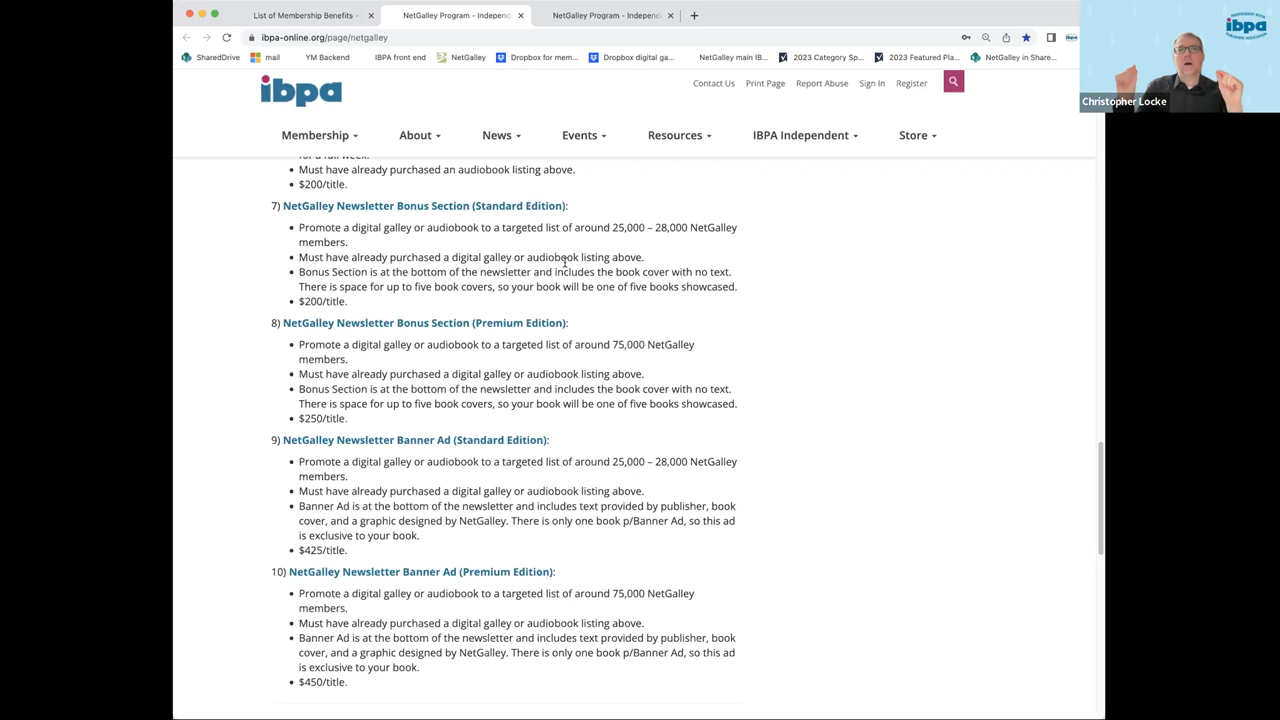 List of Membership Benefits -
NetGalley Program - Independ
NetGalley Program - Independ
ibpa-online.org/page/netgalley
SharedDrive
mail
YM Backend
IBPA front end
NetGalley
Dropbox for mem...
Dropbox digital ga...
NetGalley main IB...
2023 Category Sp...
2023 Featured Pla...
NetGalley in Share...
ibpa
Contact Us
Print Page
Report Abuse
Sign In
Register
Membership
About
News
Events
Resources
IBPA Independent
Store
for a full week.
• Must have already purchased an audiobook listing above.
• $200/title.
7) NetGalley Newsletter Bonus Section (Standard Edition):
• Promote a digital galley or audiobook to a targeted list of around 25,000 – 28,000 NetGalley
members.
• Must have already purchased a digital galley or audiobook listing above.
• Bonus Section is at the bottom of the newsletter and includes the book cover with no text.
There is space for up to five book covers, so your book will be one of five books showcased.
• $200/title.
8) NetGalley Newsletter Bonus Section (Premium Edition):
• Promote a digital galley or audiobook to a targeted list of around 75,000 NetGalley
members.
• Must have already purchased a digital galley or audiobook listing above.
• Bonus Section is at the bottom of the newsletter and includes the book cover with no text.
There is space for up to five book covers, so your book will be one of five books showcased.
• $250/title.
9) NetGalley Newsletter Banner Ad (Standard Edition):
• Promote a digital galley or audiobook to a targeted list of around 25,000 – 28,000 NetGalley
members.
• Must have already purchased a digital galley or audiobook listing above.
• Banner Ad is at the bottom of the newsletter and includes text provided by publisher, book
cover, and a graphic designed by NetGalley. There is only one book p/Banner Ad, so this ad
is exclusive to your book.
• $425/title.
10) NetGalley Newsletter Banner Ad (Premium Edition):
• Promote a digital galley or audiobook to a targeted list of around 75,000 NetGalley
members.
• Must have already purchased a digital galley or audiobook listing above.
• Banner Ad is at the bottom of the newsletter and includes text provided by publisher, book
cover, and a graphic designed by NetGalley. There is only one book p/Banner Ad, so this ad
is exclusive to your book.
• $450/title.
ibpa
Christopher Locke